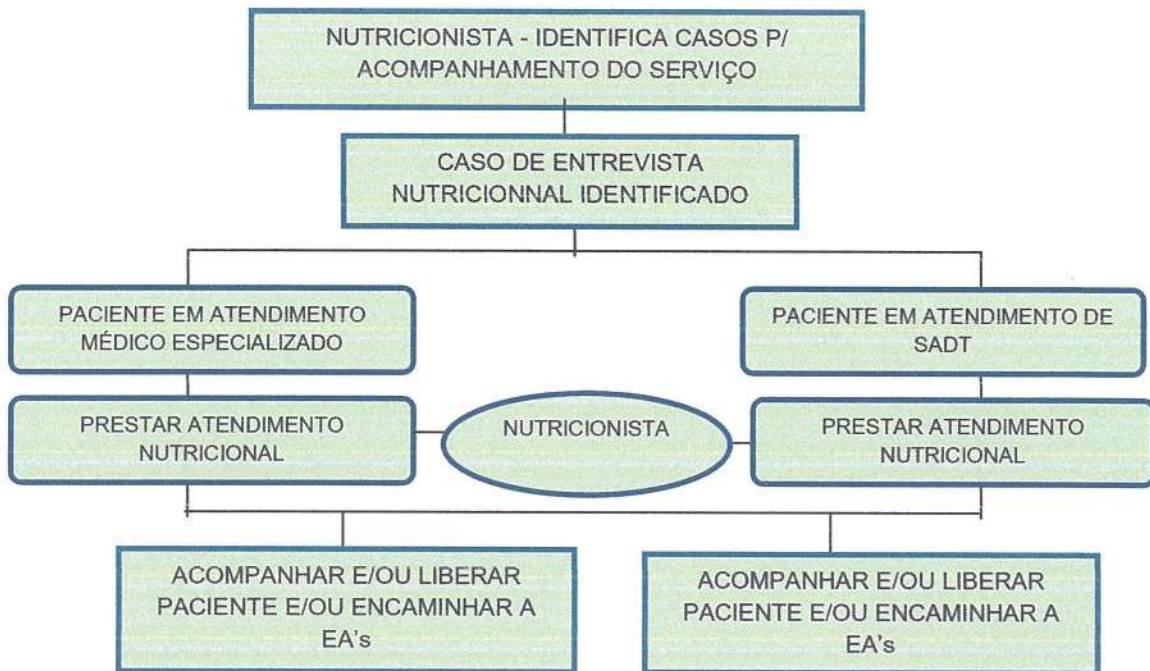 NUTRICIONISTA - IDENTIFICA CASOS P/
ACOMPANHAMENTO DO SERVIÇO
CASO DE ENTREVISTA
NUTRICIONNAL IDENTIFICADO
PACIENTE EM ATENDIMENTO
MÉDICO ESPECIALIZADO
PACIENTE EM ATENDIMENTO DE
SADT
PRESTAR ATENDIMENTO
NUTRICIONAL
NUTRICIONISTA
PRESTAR ATENDIMENTO
NUTRICIONAL
ACOMPANHAR E/OU LIBERAR
PACIENTE E/OU ENCAMINHAR A
EA's
ACOMPANHAR E/OU LIBERAR
PACIENTE E/OU ENCAMINHAR A
EA's